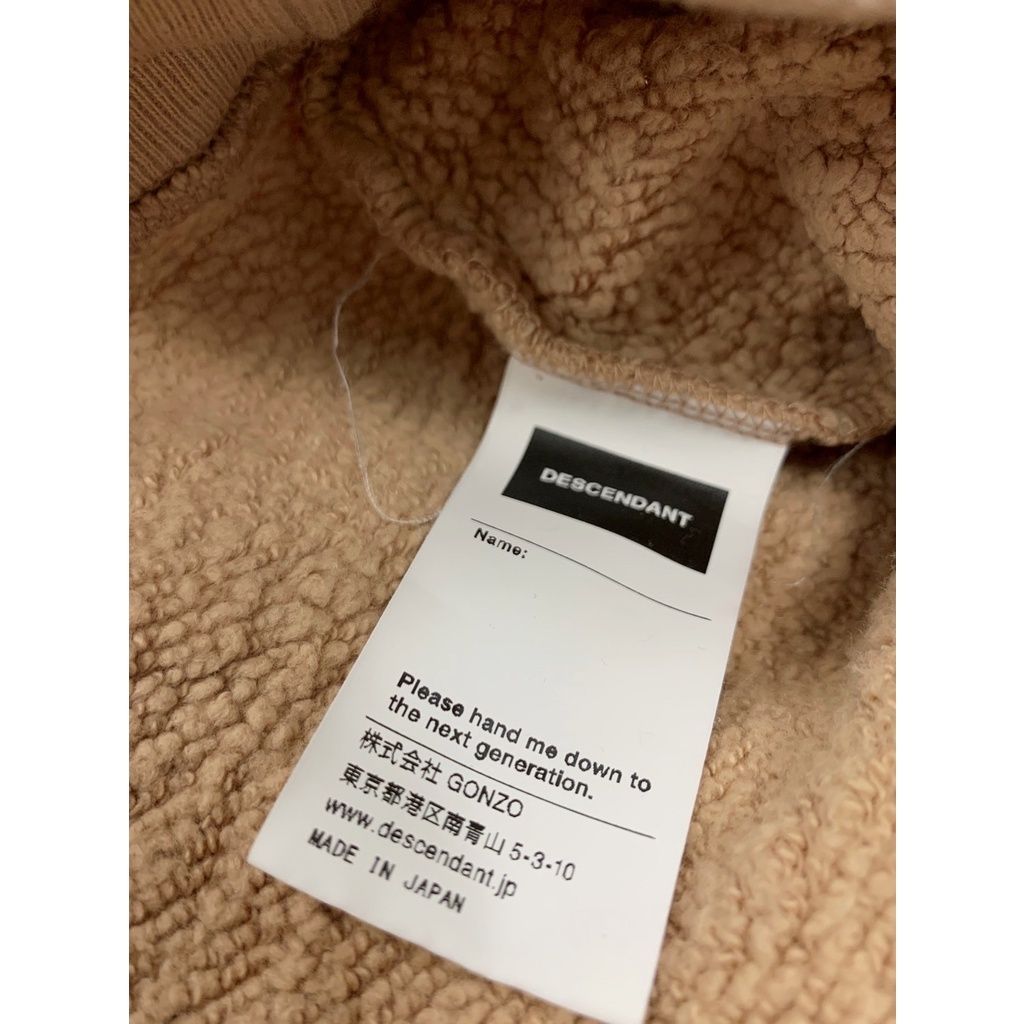 DESCENDANT
Name:
Please hand me down to
the next generation.
株式会社 GONZO
東京都港区南青山 5-3-10
www.descendant.jp
MADE IN JAPAN